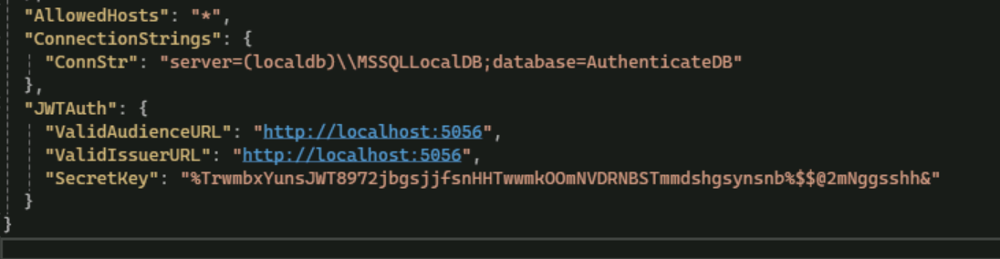 "AllowedHosts": "*",
"ConnectionStrings": {
"ConnStr": "server=(localdb)\\MSSQLLocalDB;database=AuthenticateDB"
},
"JWTAuth": {
"ValidAudienceURL": "http://localhost:5056",
"ValidIssuerURL": "http://localhost:5056",
"SecretKey": "%TrwmbxYunsJWT8972jbgsjjfsnHHTwwmkOOmNVDRNBSTmmdshgsynsnb%$$@2mNggsshh&"
}
}